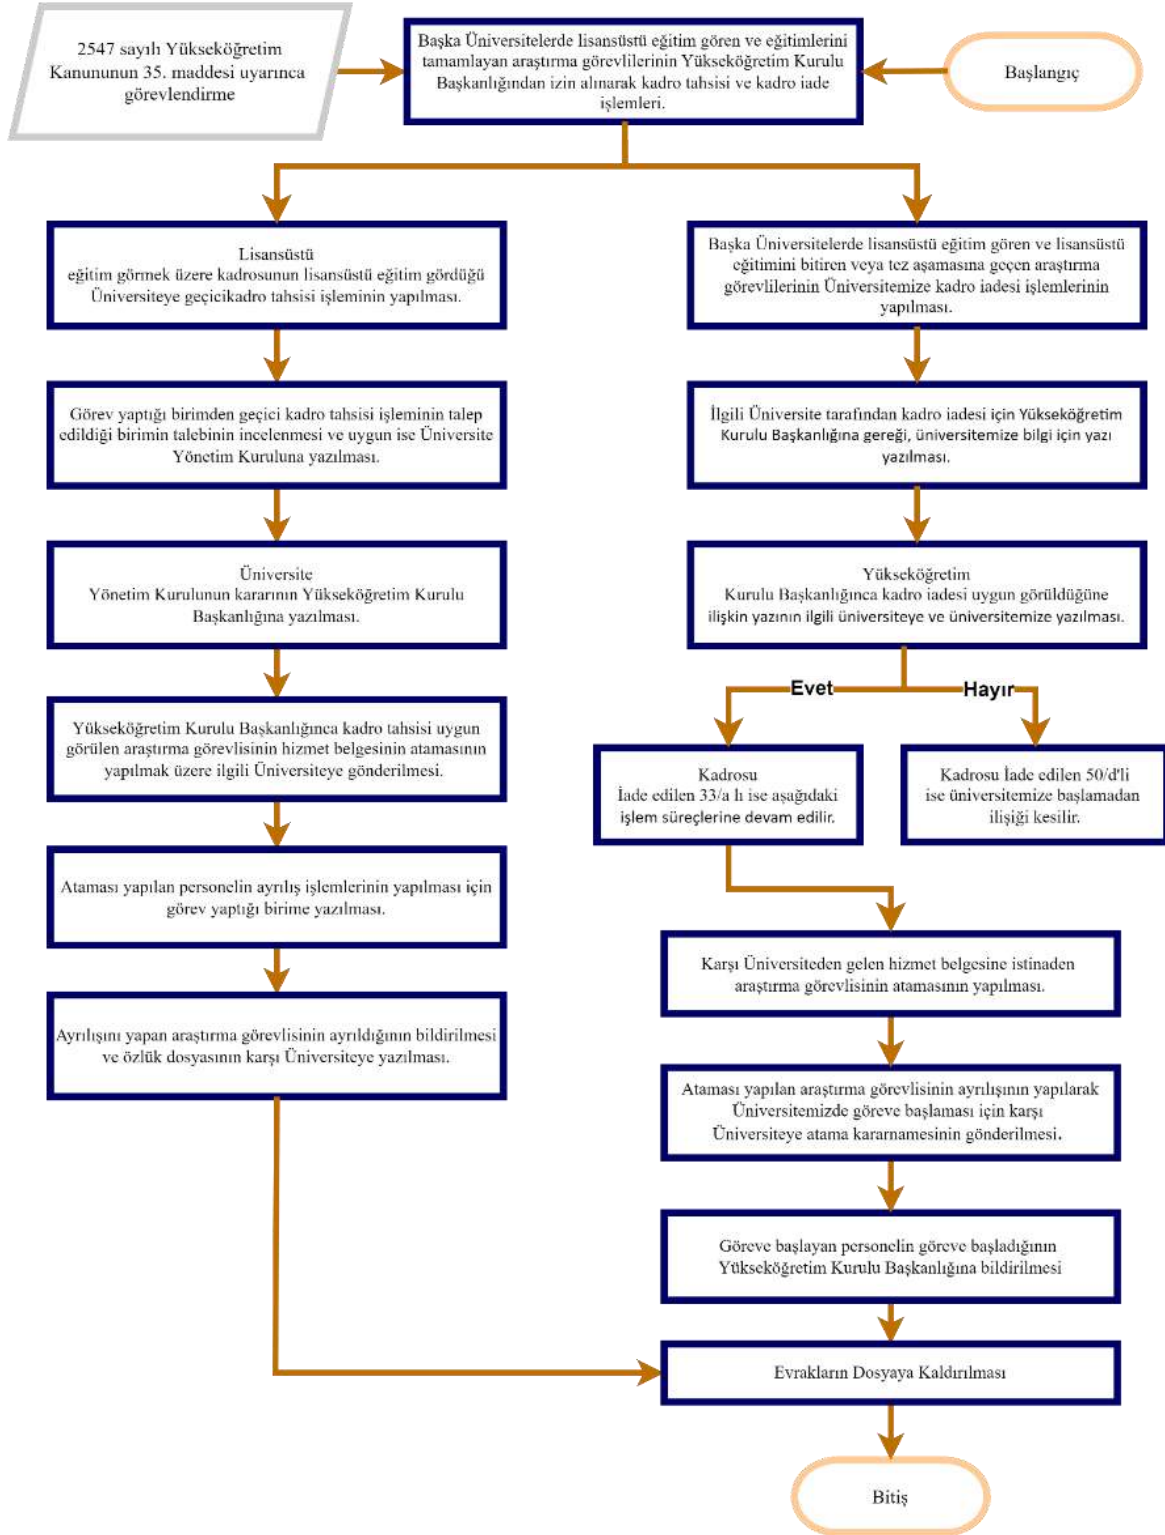 2547 sayılı Yükseköğretim
Kanununun 35. maddesi uyarınca
görevlendirme
Başka Üniversitelerde lisansüstü eğitim gören ve eğitimlerini
tamamlayan araştırma görevlilerinin Yükseköğretim Kurulu
Başkanlığından izin alınarak kadro tahsisi ve kadro iade
işlemleri.
Başlangıç
Lisansüstü
eğitim görmek üzere kadrosunun lisansüstü eğitim gördüğü
Üniversiteye geçicikadro tahsisi işleminin yapılması.
Görev yaptığı birimden geçici kadro tahsisi işleminin talep
edildiği birimin talebinin incelenmesi ve uygun ise Üniversite
Yönetim Kuruluna yazılması.
Üniversite
Yönetim Kurulunun kararının Yükseköğretim Kurulu
Başkanlığına yazılması.
Yükseköğretim Kurulu Başkanlığınca kadro tahsisi uygun
görülen araştırma görevlisinin hizmet belgesinin atamasının
yapılmak üzere ilgili Üniversiteye gönderilmesi.
Ataması yapılan personelin ayrılış işlemlerinin yapılması için
görev yaptığı birime yazılması.
Ayrılışını yapan araştırma görevlisinin ayrıldığının bildirilmesi
ve özlük dosyasının karşı Üniversiteye yazılması.
Başka Üniversitelerde lisansüstü eğitim gören ve lisansüstü
eğitimini bitiren veya tez aşamasına geçen araştırma
görevlilerinin Üniversitemize kadro iadesi işlemlerinin
yapılması.
İlgili Üniversite tarafından kadro iadesi için Yükseköğretim
Kurulu Başkanlığına gereği, üniversitemize bilgi için yazı
yazılması.
Yükseköğretim
Kurulu Başkanlığınca kadro iadesi uygun görüldüğüne
ilişkin yazının ilgili üniversiteye ve üniversitemize yazılması.
Evet
Hayır
Kadrosu
İade edilen 33/a lı ise aşağıdaki
işlem süreçlerine devam edilir.
Kadrosu İade edilen 50/d'li
ise üniversitemize başlamadan
ilişiği kesilir.
Karşı Üniversiteden gelen hizmet belgesine istinaden
araştırma görevlisinin atamasının yapılması.
Ataması yapılan araştırma görevlisinin ayrılışının yapılarak
Üniversitemizde göreve başlaması için karşı
Üniversiteye atama kararnamesinin gönderilmesi.
Göreve başlayan personelin göreve başladığının
Yükseköğretim Kurulu Başkanlığına bildirilmesi
Evrakların Dosyaya Kaldırılması
Bitiş